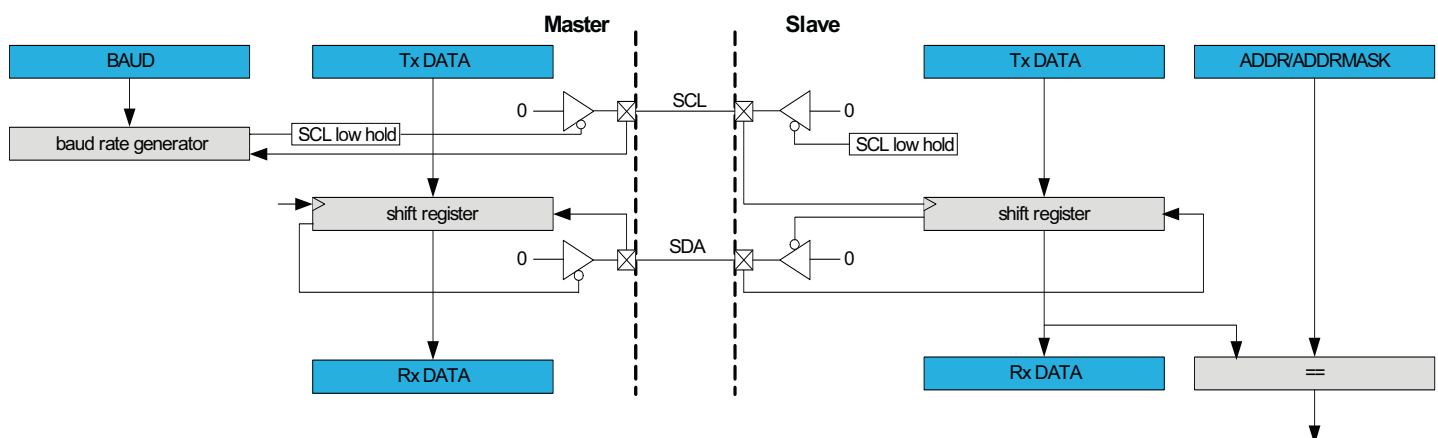 Master
Slave
BAUD
Tx DATA
Tx DATA
ADDR/ADDRMASK
0
SCL
0
baud rate generator
SCL low hold
SCL low hold
shift register
shift register
0
SDA
0
Rx DATA
Rx DATA
==